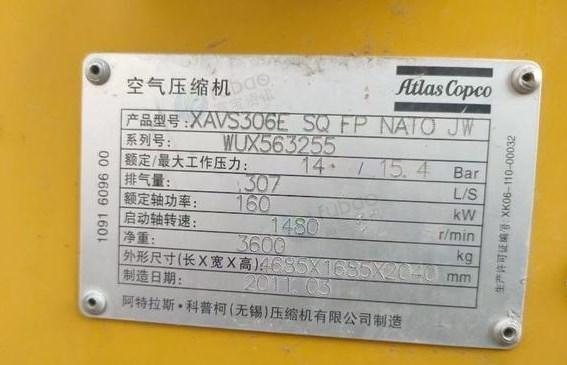 空气压缩机
Atlas Copco
产品型号: XAVS306E SQ FP NATO JW
系列号: WUX563255
额定/最大工作压力: 14 / 15.4 Bar
排气量: 307 L/S
额定轴功率: 160 kW
启动轴转速: 1480 r/min
净重: 3600 kg
外形尺寸(长X宽X高): 4685X1685X2040 mm
制造日期: 2011.03
阿特拉斯·科普柯(无锡)压缩机有限公司制造
1091 6096 00
生产许可证编号 XK06-110-00032